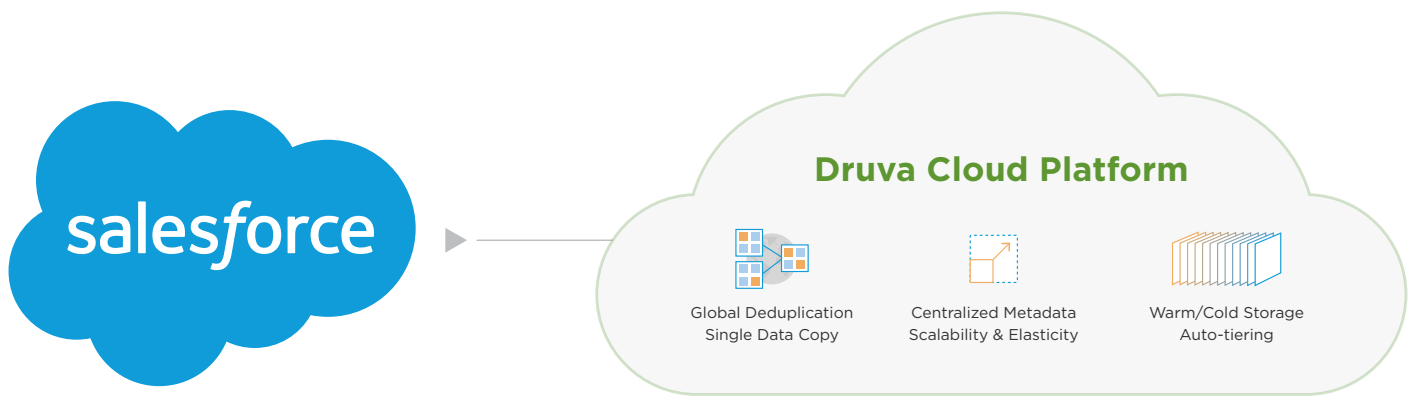 salesforce
Druva Cloud Platform
Global Deduplication
Single Data Copy
Centralized Metadata
Scalability & Elasticity
Warm/Cold Storage
Auto-tiering